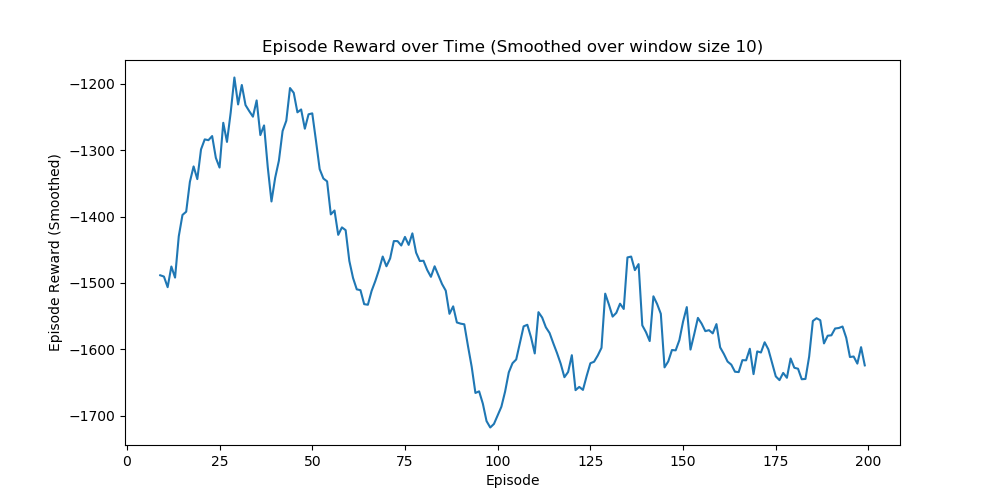 Episode Reward over Time (Smoothed over window size 10)
Episode Reward (Smoothed)
−1200
−1300
−1400
−1500
−1600
−1700
0 25 50 75 100 125 150 175 200
Episode